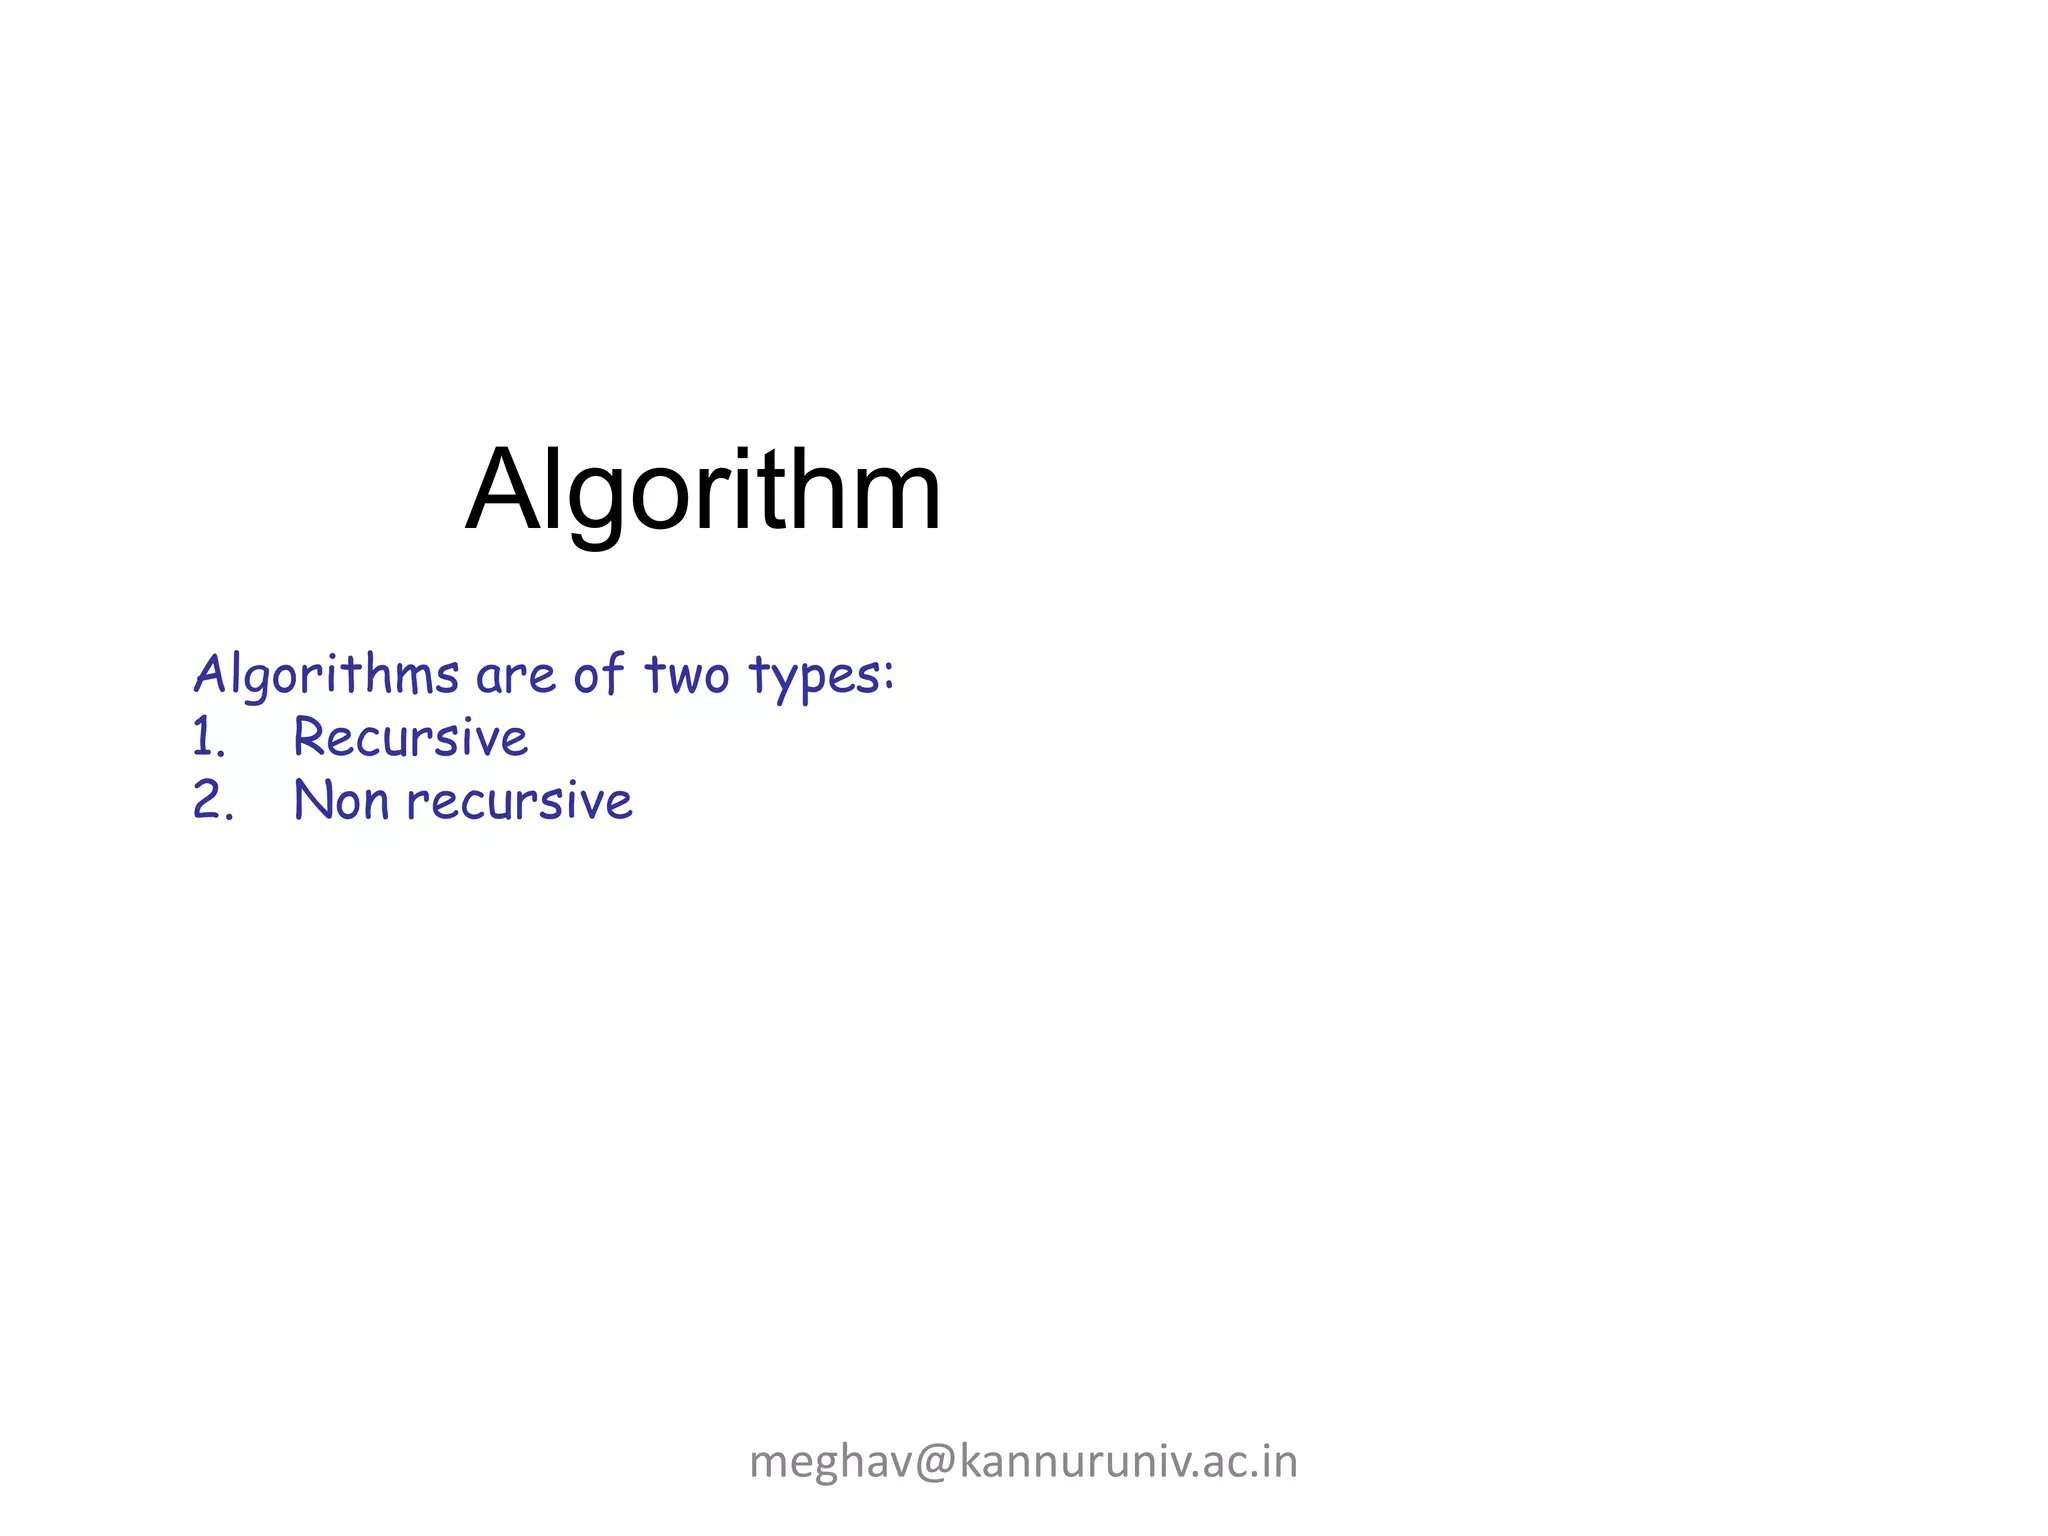 Algorithm
Algorithms are of two types:
1. Recursive
2. Non recursive
meghav@kannuruniv.ac.in